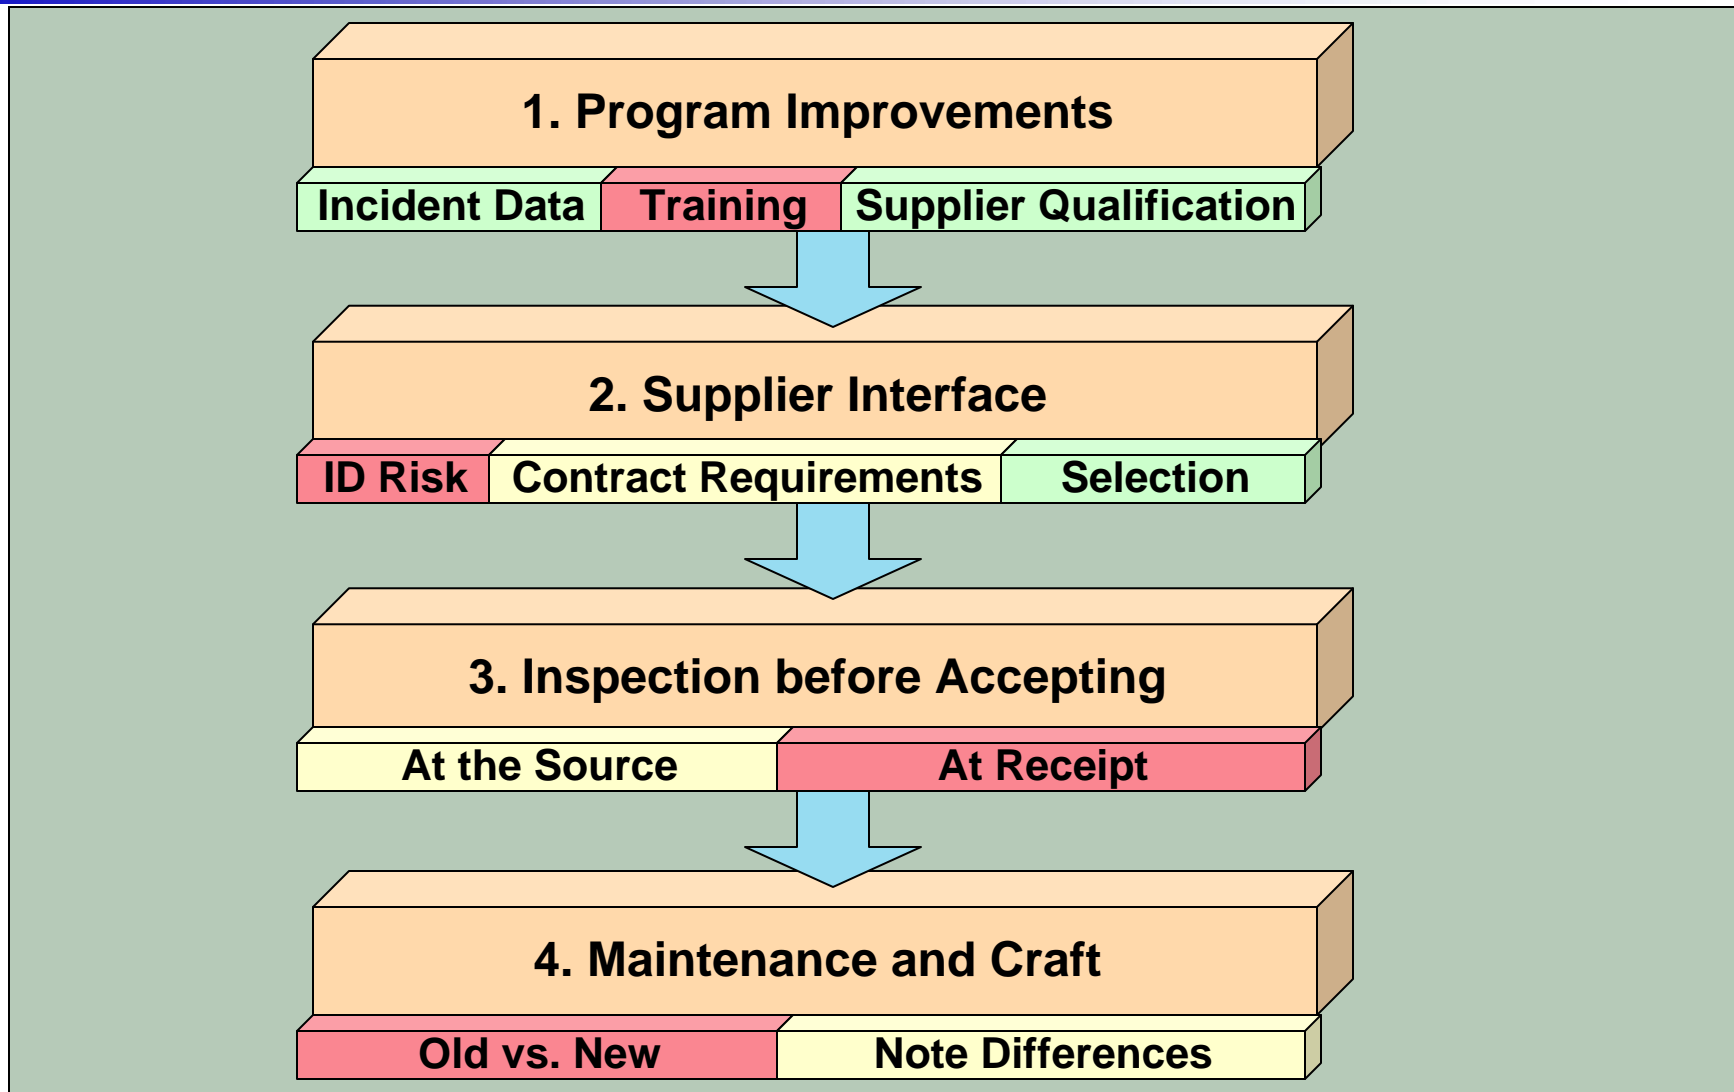 1. Program Improvements
Incident Data Training Supplier Qualification
2. Supplier Interface
ID Risk Contract Requirements Selection
3. Inspection before Accepting
At the Source At Receipt
4. Maintenance and Craft
Old vs. New Note Differences